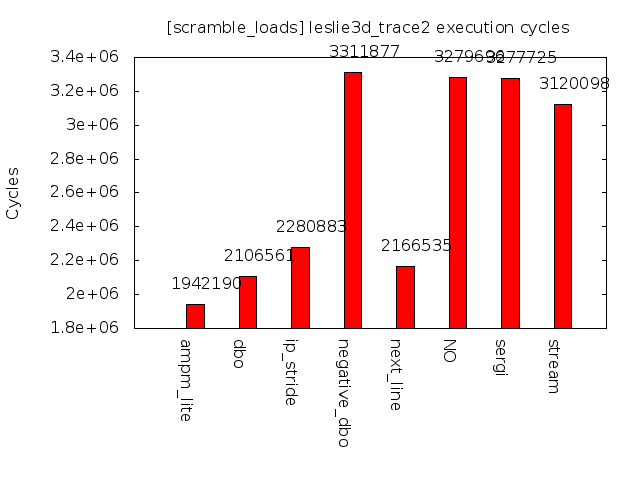 [scramble_loads] leslie3d_trace2 execution cycles
3.4e+06
3.2e+06
3e+06
2.8e+06
2.6e+06
2.4e+06
2.2e+06
2e+06
1.8e+06
Cycles
1942190
2106561
2280883
3311877
2166535
3277725
3120098
ampm_lite
dbo
ip_stride
negative_dbo
next_line
NO
sergi
stream